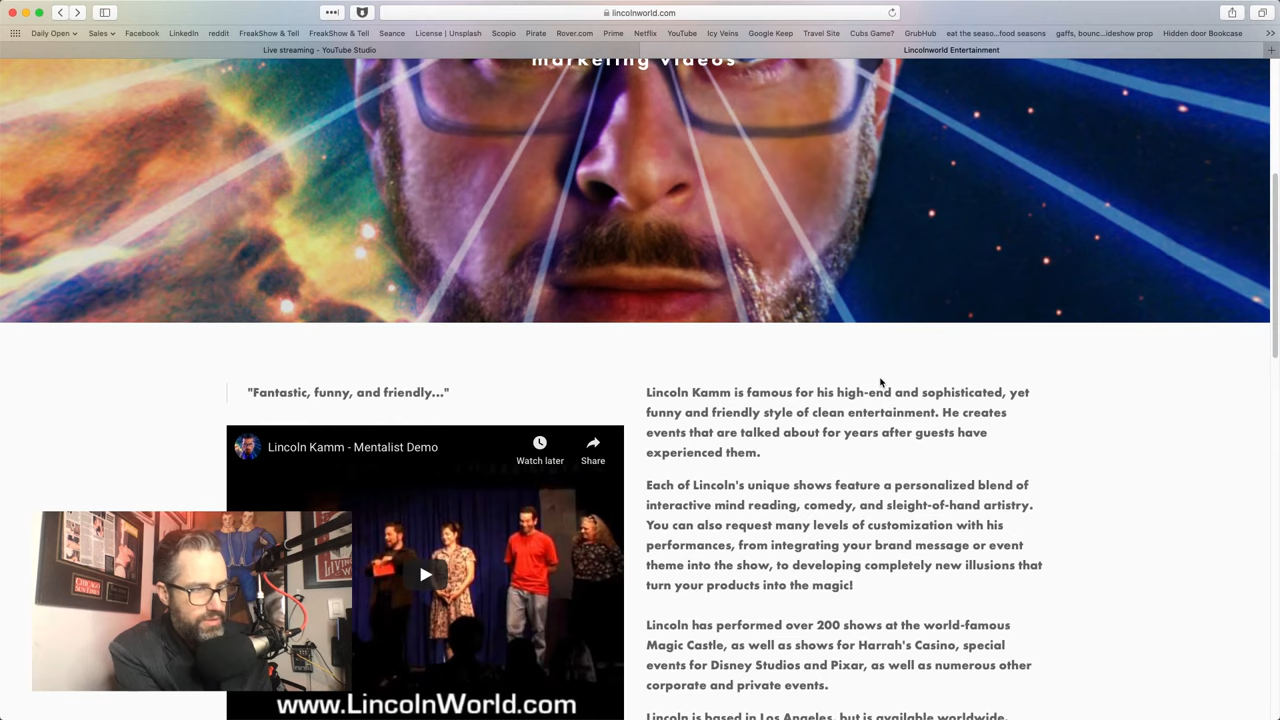 lincolnworld.com
Daily Open Sales Facebook LinkedIn reddit FreakShow & Tell FreakShow & Tell Seance License | Unsplash Scopio Pirate Rover.com Prime Netflix YouTube Icy Veins Google Keep Travel Site Cubs Game? GrubHub eat the seaso...food seasons gaffs, bounc...ideshow prop Hidden door Bookcase
Live streaming - YouTube Studio Lincolnworld Entertainment
marketing videos
"Fantastic, funny, and friendly..."
Lincoln Kamm - Mentalist Demo
Watch later Share
www.LincolnWorld.com
CHICAGO
SUN-TIMES
Lincoln Kamm is famous for his high-end and sophisticated, yet
funny and friendly style of clean entertainment. He creates
events that are talked about for years after guests have
experienced them.
Each of Lincoln's unique shows feature a personalized blend of
interactive mind reading, comedy, and sleight-of-hand artistry.
You can also request many levels of customization with his
performances, from integrating your brand message or event
theme into the show, to developing completely new illusions that
turn your products into the magic!
Lincoln has performed over 200 shows at the world-famous
Magic Castle, as well as shows for Harrah's Casino, special
events for Disney Studios and Pixar, as well as numerous other
corporate and private events.
Lincoln is based in Los Angeles, but is available worldwide.